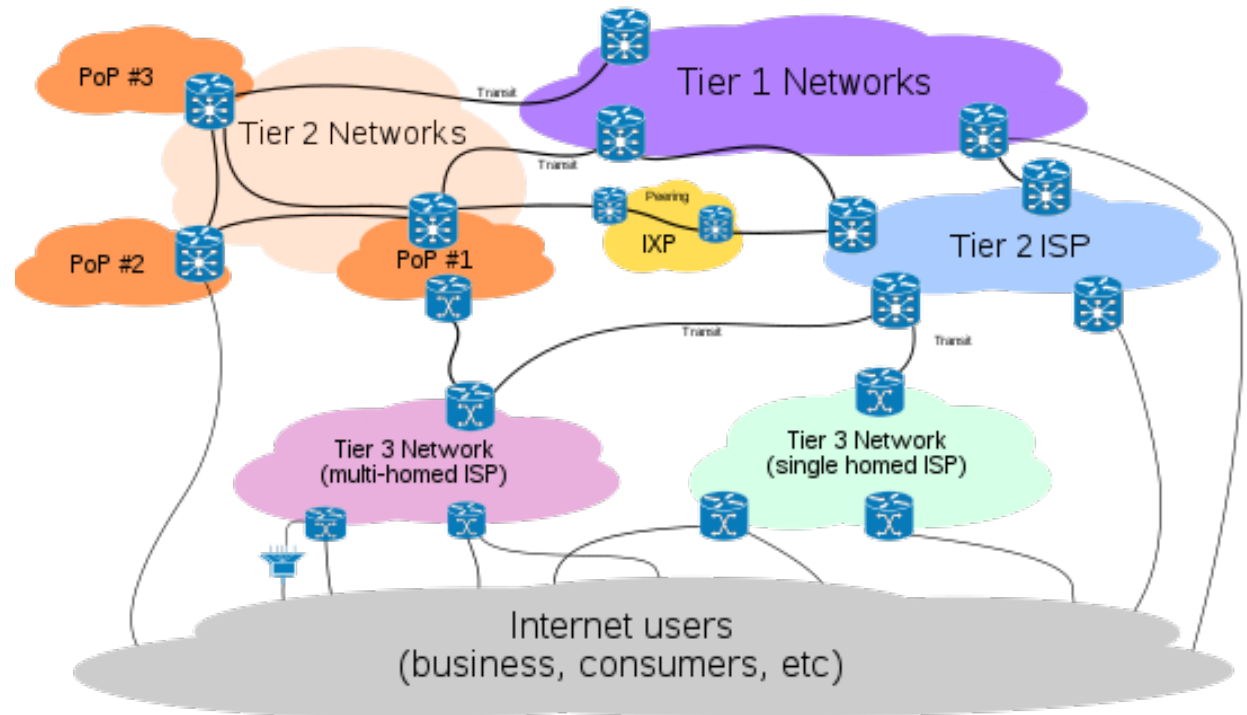 PoP #3
Transit
Tier 1 Networks
Tier 2 Networks
Transit
Peering
IXP
PoP #2
PoP #1
Tier 2 ISP
Transit
Transit
Tier 3 Network
(multi-homed ISP)
Tier 3 Network
(single homed ISP)
Internet users
(business, consumers, etc)